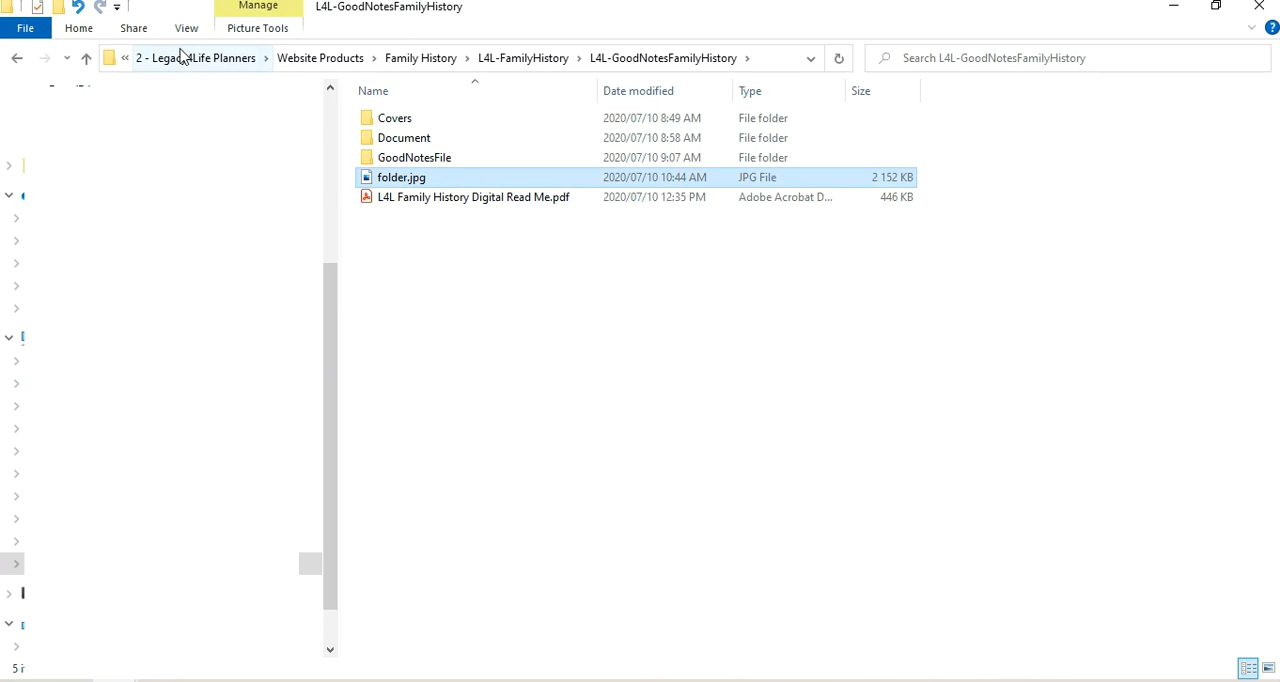 Manage L4L-GoodNotesFamilyHistory
File Home Share View Picture Tools
« 2 - Legacy4Life Planners > Website Products > Family History > L4L-FamilyHistory > L4L-GoodNotesFamilyHistory > Search L4L-GoodNotesFamilyHistory
Name Date modified Type Size
Covers 2020/07/10 8:49 AM File folder
Document 2020/07/10 8:58 AM File folder
GoodNotesFile 2020/07/10 9:07 AM File folder
folder.jpg 2020/07/10 10:44 AM JPG File 2 152 KB
L4L Family History Digital Read Me.pdf 2020/07/10 12:35 PM Adobe Acrobat D... 446 KB